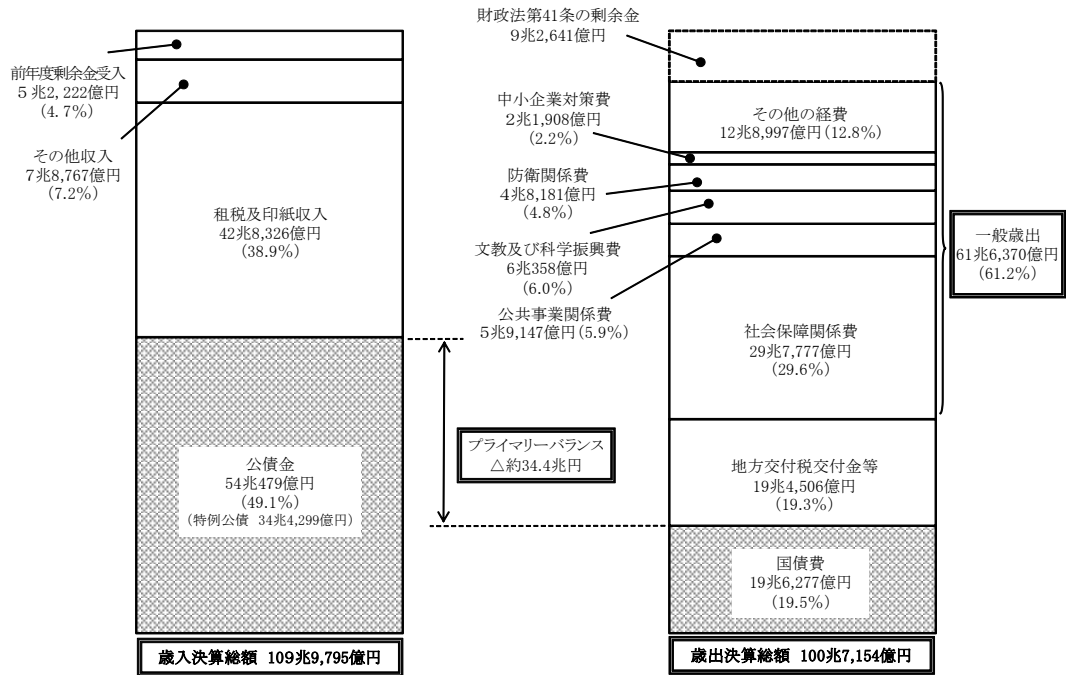 前年度剰余金受入
5兆2,222億円
(4.7%)
その他収入
7兆8,767億円
(7.2%)
租税及印紙収入
42兆8,326億円
(38.9%)
公債金
54兆479億円
(49.1%)
(特例公債 34兆4,299億円)
歳入決算総額 109兆9,795億円
プライマリーバランス
△約34.4兆円
財政法第41条の剰余金
9兆2,641億円
その他の経費
12兆8,997億円(12.8%)
中小企業対策費
2兆1,908億円
(2.2%)
防衛関係費
4兆8,181億円
(4.8%)
文教及び科学振興費
6兆358億円
(6.0%)
公共事業関係費
5兆9,147億円(5.9%)
社会保障関係費
29兆7,777億円
(29.6%)
一般歳出
61兆6,370億円
(61.2%)
地方交付税交付金等
19兆4,506億円
(19.3%)
国債費
19兆6,277億円
(19.5%)
歳出決算総額 100兆7,154億円